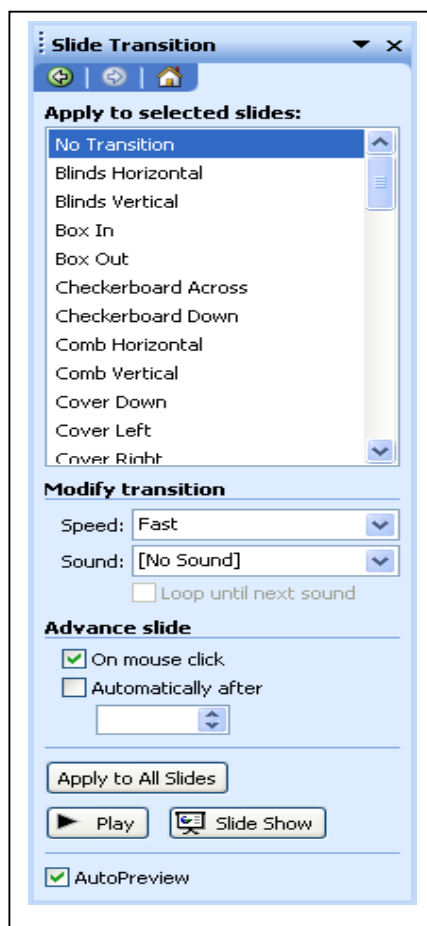 Slide Transition
Apply to selected slides:
No Transition
Blinds Horizontal
Blinds Vertical
Box In
Box Out
Checkerboard Across
Checkerboard Down
Comb Horizontal
Comb Vertical
Cover Down
Cover Left
Cover Right
Modify transition
Speed: Fast
Sound: [No Sound]
Loop until next sound
Advance slide
On mouse click
Automatically after
Apply to All Slides
Play Slide Show
AutoPreview